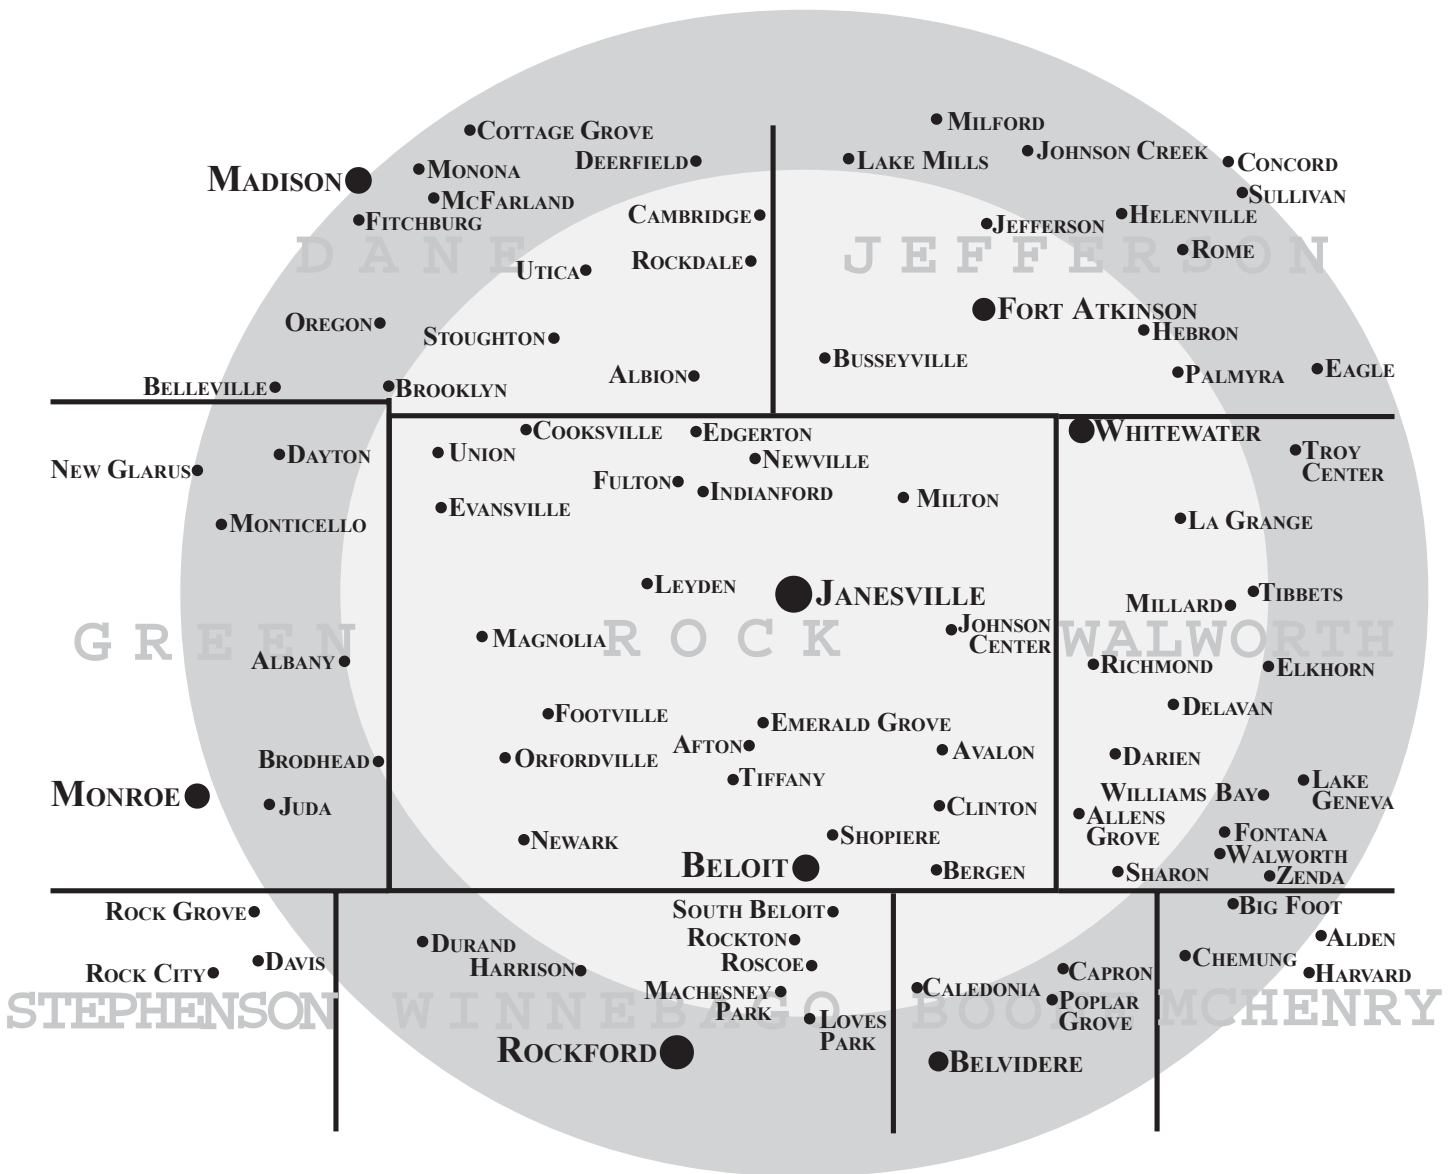 Milford
Cottage Grove
Johnson Creek
Deerfield
Lake Mills
Concord
Monona
Madison
Sullivan
McFarland
Cambridge
Helenville
Fitchburg
Jefferson
DANE
JEFFERSON
Rome
Rockdale
Utica
Fort Atkinson
Oregon
Hebron
Stoughton
Busseyville
Eagle
Albion
Palmyra
Belleville
Brooklyn
Cooksville
Edgerton
Whitewater
Union
Newville
Troy
Center
Dayton
New Glarus
Fulton
Indianford
Milton
Evansville
La Grange
Monticello
Leyden
Janesville
Tibbets
Millard
Johnson
Center
Magnolia
GREEN
ROCK
WALWORTH
Albany
Richmond
Elkhorn
Delavan
Footville
Emerald Grove
Afton
Avalon
Darien
Orfordville
Brodhead
Tiffany
Lake
Geneva
Williams Bay
Monroe
Juda
Clinton
Allens
Grove
Shopiere
Fontana
Newark
Walworth
Beloit
Bergen
Sharon
Zenda
Rock Grove
South Beloit
Big Foot
Durand
Rockton
Alden
Harrison
Roscoe
Chemung
Davis
Rock City
Capron
Harvard
Machesney
Park
Caledonia
Poplar
Grove
STEPHENSON
WINNEBAGO
BOONE
MCHENRY
Loves
Park
Rockford
Belvidere